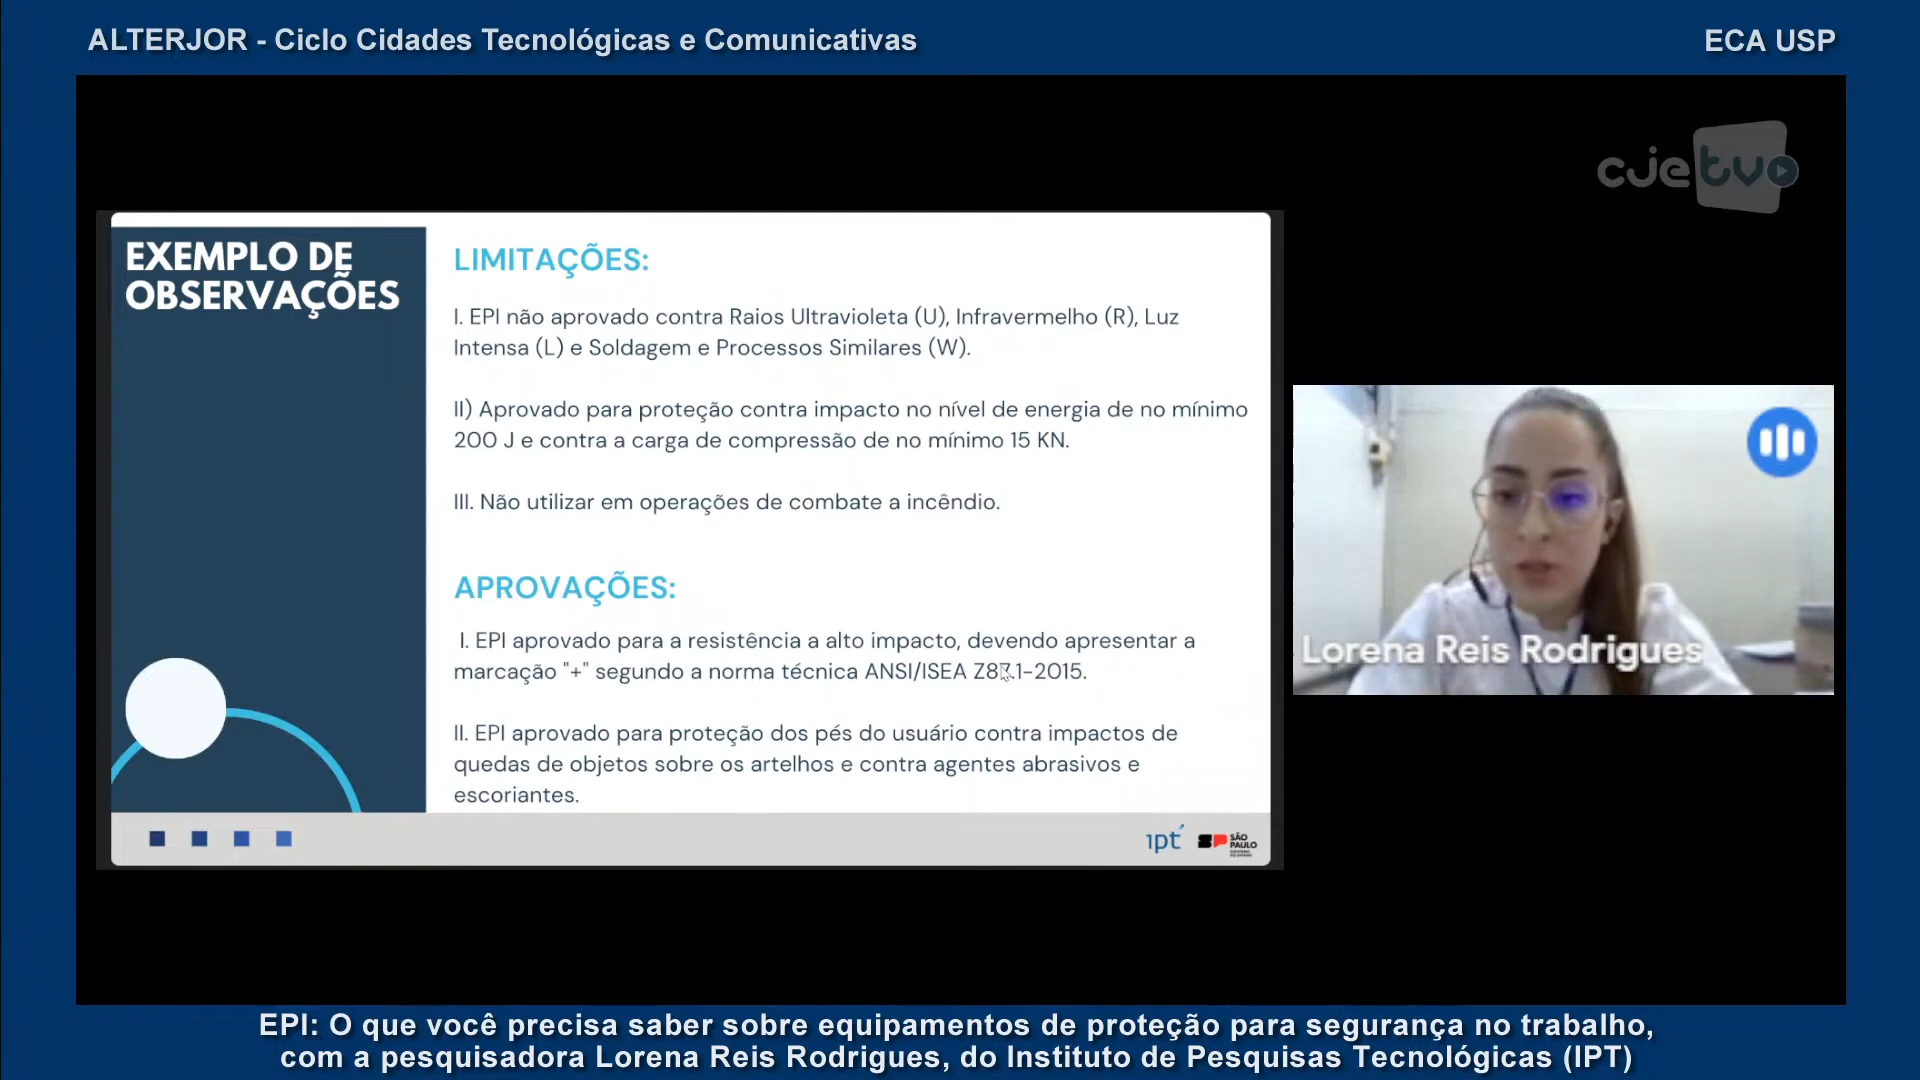 ALTERJOR - Ciclo Cidades Tecnológicas e Comunicativas
ECA USP
cjetv
EXEMPLO DE
OBSERVAÇÕES
LIMITAÇÕES:
I. EPI não aprovado contra Raios Ultravioleta (U), Infravermelho (R), Luz
Intensa (L) e Soldagem e Processos Similares (W).
II) Aprovado para proteção contra impacto no nível de energia de no mínimo
200 J e contra a carga de compressão de no mínimo 15 KN.
III. Não utilizar em operações de combate a incêndio.
APROVAÇÕES:
I. EPI aprovado para a resistência a alto impacto, devendo apresentar a
marcação "+" segundo a norma técnica ANSI/ISEA Z87.1-2015.
II. EPI aprovado para proteção dos pés do usuário contra impactos de
quedas de objetos sobre os artelhos e contra agentes abrasivos e
escoriantes.
ipt
SP
SÃO
PAULO
Lorena Reis Rodrigues
EPI: O que você precisa saber sobre equipamentos de proteção para segurança no trabalho,
com a pesquisadora Lorena Reis Rodrigues, do Instituto de Pesquisas Tecnológicas (IPT)